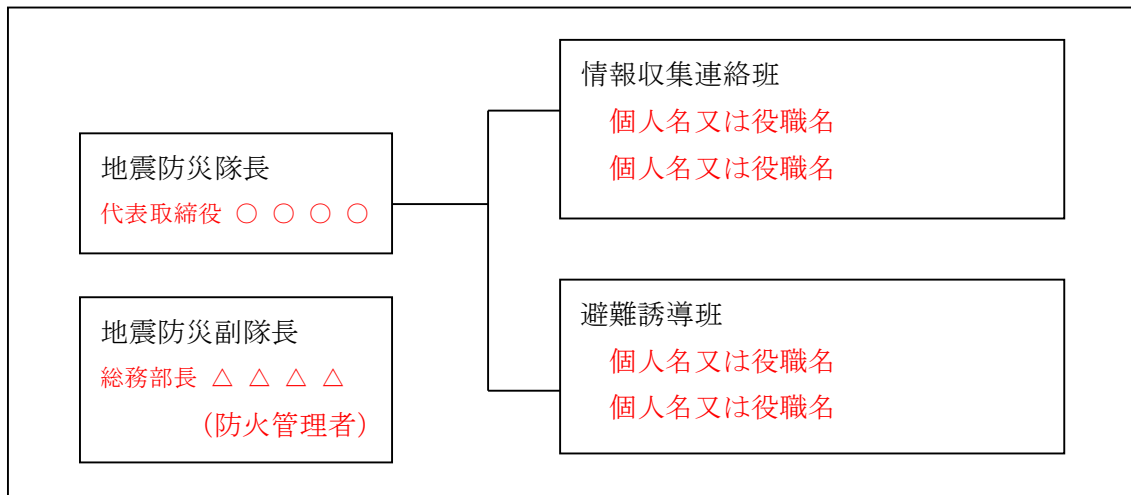 地震防災隊長
代表取締役 ○ ○ ○ ○
地震防災副隊長
総務部長 △ △ △ △
(防火管理者)
情報収集連絡班
個人名又は役職名
個人名又は役職名
避難誘導班
個人名又は役職名
個人名又は役職名